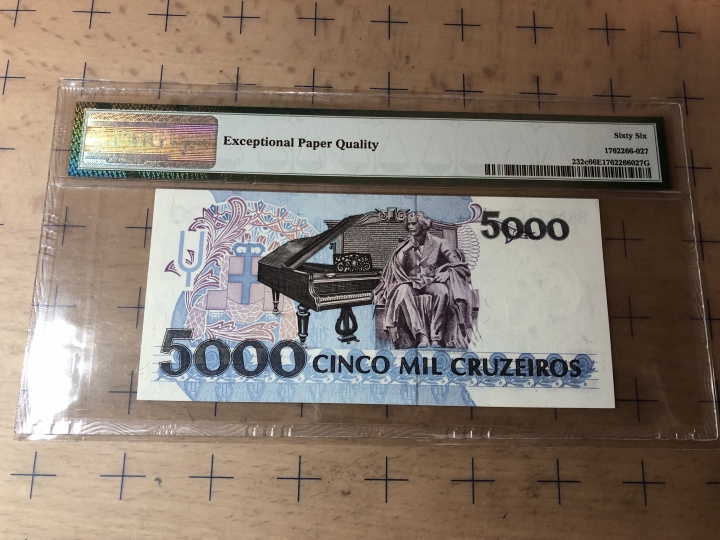 Exceptional Paper Quality
Sixty Six
1762266-027
232c66E1762266027G
5000
5000 CINCO MIL CRUZEIROS